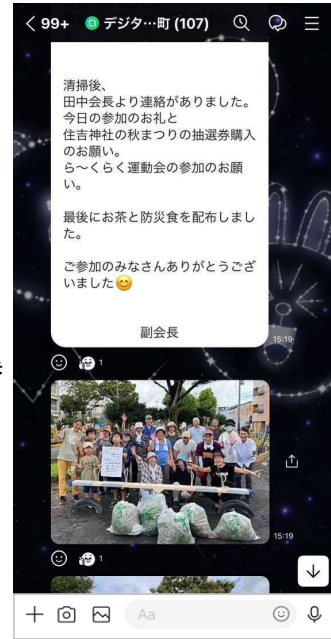 99+ デジタ…町 (107)
清掃後、
田中会長より連絡がありました。
今日の参加のお礼と
住吉神社の秋まつりの抽選券購入
のお願い。
ら〜くらく運動会の参加のお願
い。
最後にお茶と防災食を配布しまし
た。
ご参加のみなさんありがとうござ
いました😊
副会長
15:19
1
15:19
1
Aa